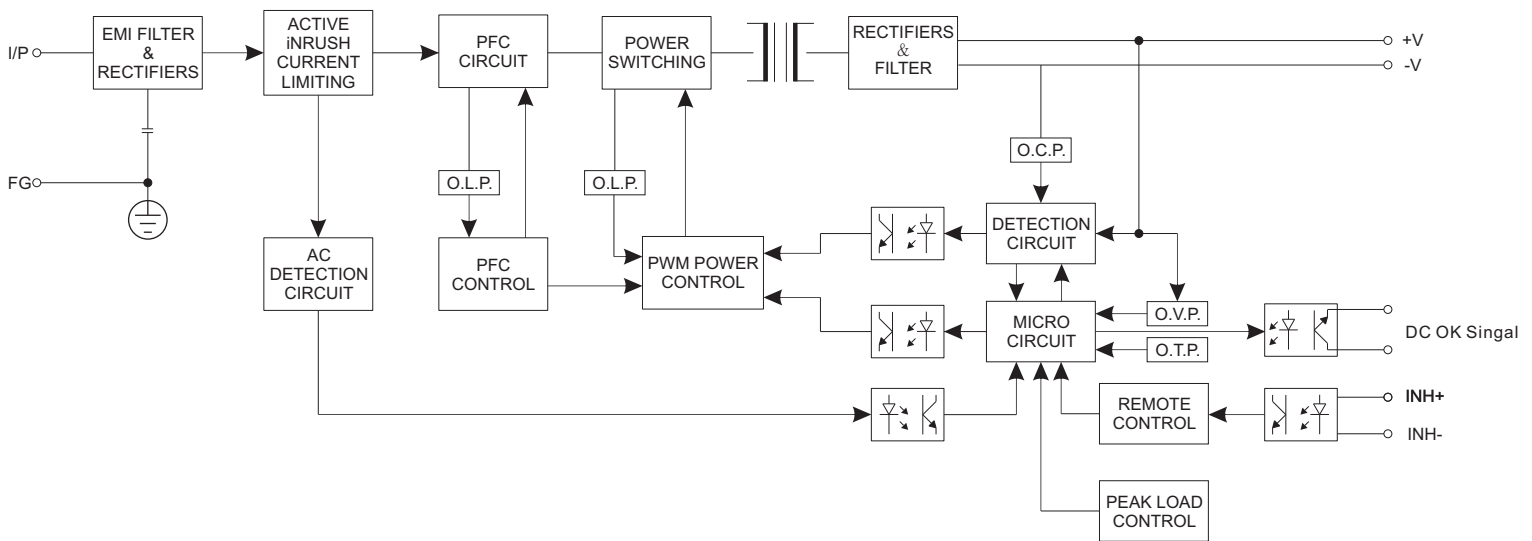 I/P
EMI FILTER
&
RECTIFIERS
ACTIVE
iNRUSH
CURRENT
LIMITING
PFC
CIRCUIT
POWER
SWITCHING
RECTIFIERS
&
FILTER
+V
-V
FG
O.L.P.
O.L.P.
O.C.P.
AC
DETECTION
CIRCUIT
PFC
CONTROL
PWM POWER
CONTROL
DETECTION
CIRCUIT
MICRO
CIRCUIT
O.V.P.
O.T.P.
DC OK Singal
REMOTE
CONTROL
INH+
INH-
PEAK LOAD
CONTROL